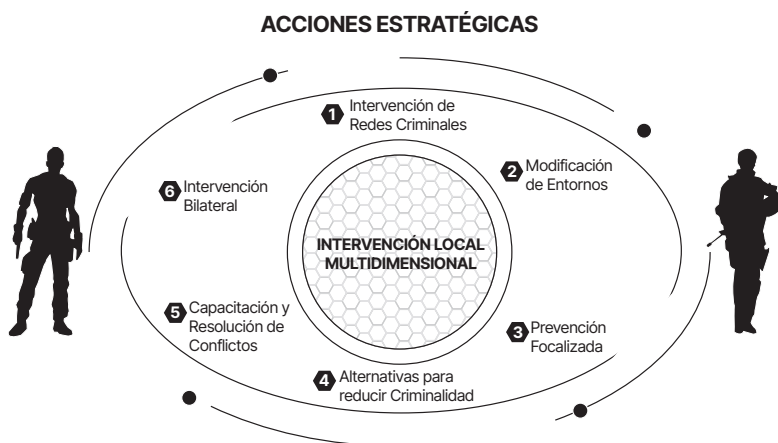 ACCIONES ESTRATÉGICAS
1 Intervención de
Redes Criminales
2 Modificación
de Entornos
3 Prevención
Focalizada
4 Alternativas para
reducir Criminalidad
5 Capacitación y
Resolución de
Conflictos
6 Intervención
Bilateral
INTERVENCIÓN LOCAL
MULTIDIMENSIONAL